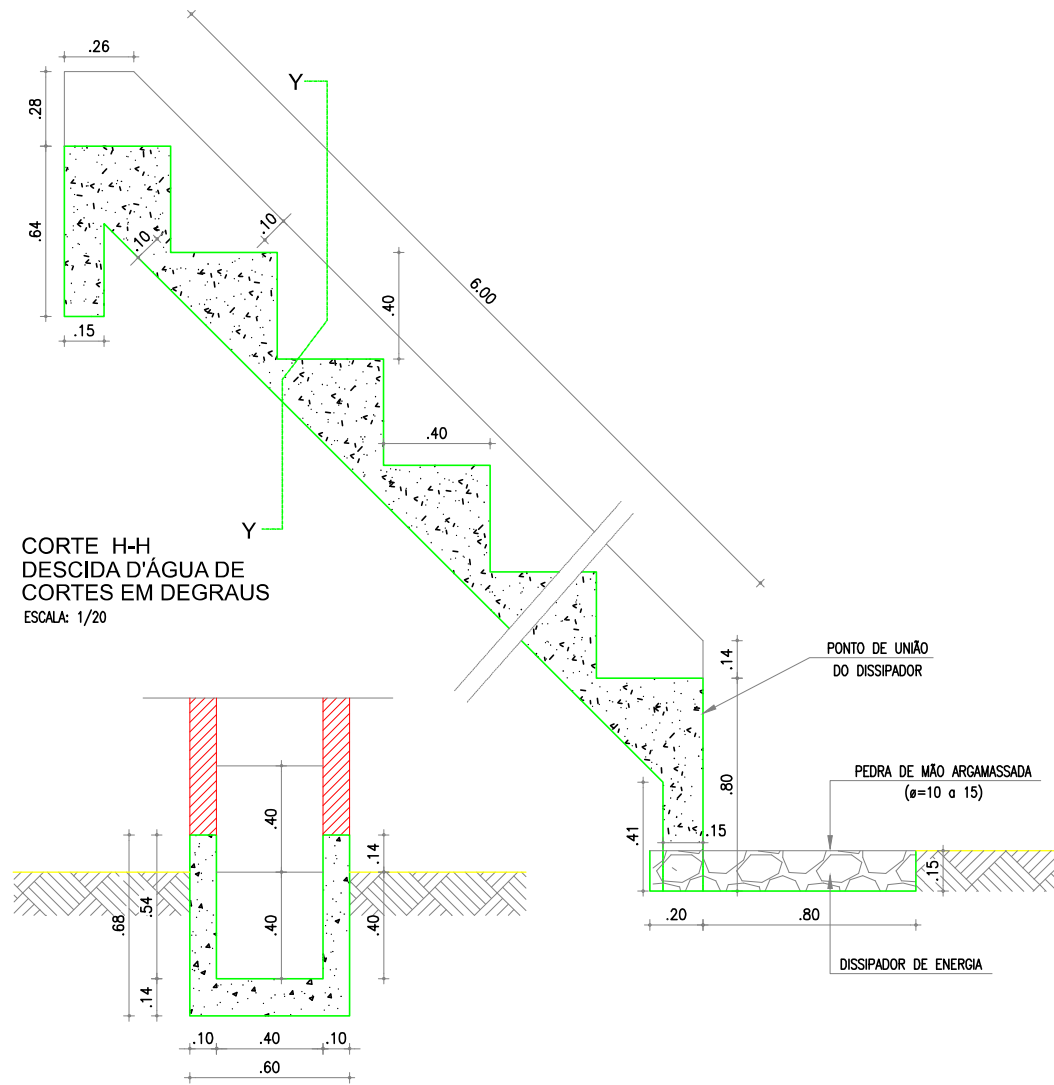 .26
Y
.28
.64
.10
.10
6.00
.40
.15
.40
Y
CORTE H-H
DESCIDA D'ÁGUA DE
CORTES EM DEGRAUS
ESCALA: 1/20
PONTO DE UNIÃO
DO DISSIPADOR
.14
.80
PEDRA DE MÃO ARGAMASSADA
(ø=10 a 15)
.41
.15
.15
.20
.80
DISSIPADOR DE ENERGIA
.40
.14
.54
.68
.40
.40
.14
.10
.40
.10
.60